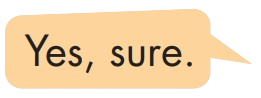 Yes, sure.